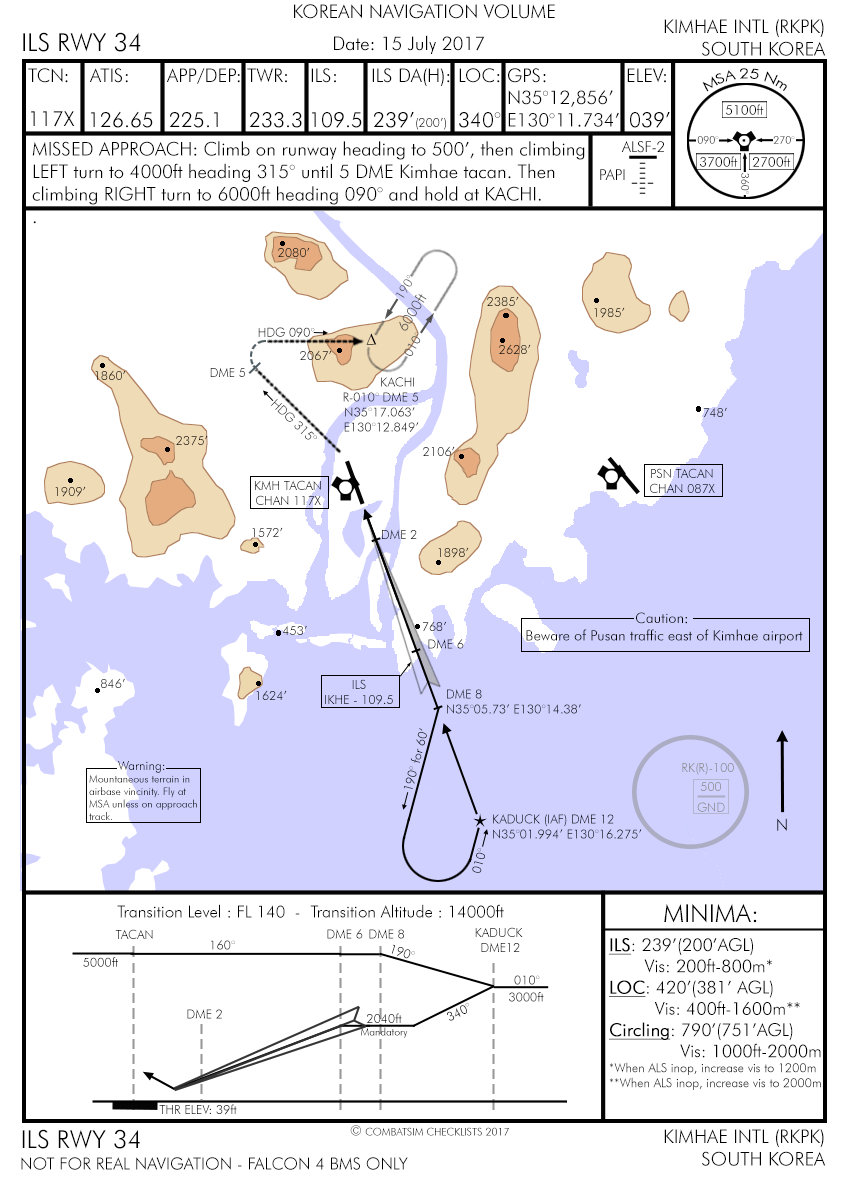 KOREAN NAVIGATION VOLUME
ILS RWY 34
Date: 15 July 2017
KIMHAE INTL (RKPK)
SOUTH KOREA
TCN:
117X
ATIS:
126.65
APP/DEP:
225.1
TWR:
233.3
ILS:
109.5
ILS DA(H):
239’(200’)
LOC:
340°
GPS:
N35°12,856’
E130°11.734’
ELEV:
039’
MSA 25 Nm
5100ft
090°
270°
3700ft
2700ft
360°
MISSED APPROACH: Climb on runway heading to 500’, then climbing
LEFT turn to 4000ft heading 315° until 5 DME Kimhae tacan. Then
climbing RIGHT turn to 6000ft heading 090° and hold at KACHI.
ALSF-2
PAPI
.
2080’
190°
6000ft
010°
2385’
1985’
HDG 090°
Δ
2067’
2628’
DME 5
1860’
KACHI
R-010 DME 5
N35°17.063’
E130°12.849’
HDG 315°
748’
2375’
2106’
1909’
KMH TACAN
CHAN 117X
PSN TACAN
CHAN 087X
1572’
DME 2
1898’
453’
768’
Caution:
Beware of Pusan traffic east of Kimhae airport
DME 6
846’
1624’
ILS
IKHE - 109.5
DME 8
N35°05.73’ E130°14.38’
190° for 60’
Warning:
Mountaneous terrain in
airbase vincinity. Fly at
MSA unless on approach
track.
RK(R)-100
500
GND
KADUCK (IAF) DME 12
N35°01.994’ E130°16.275’
010°
N
Transition Level : FL 140 - Transition Altitude : 14000ft
TACAN
DME 6
DME 8
KADUCK
DME12
160°
190°
5000ft
010°
3000ft
DME 2
2040ft
Mandatory
340°
THR ELEV: 39ft
MINIMA:
ILS: 239’(200’AGL)
Vis: 200ft-800m*
LOC: 420’(381’ AGL)
Vis: 400ft-1600m**
Circling: 790’(751’AGL)
Vis: 1000ft-2000m
*When ALS inop, increase vis to 1200m
**When ALS inop, increase vis to 2000m
ILS RWY 34
© COMBATSIM CHECKLISTS 2017
KIMHAE INTL (RKPK)
NOT FOR REAL NAVIGATION - FALCON 4 BMS ONLY
SOUTH KOREA